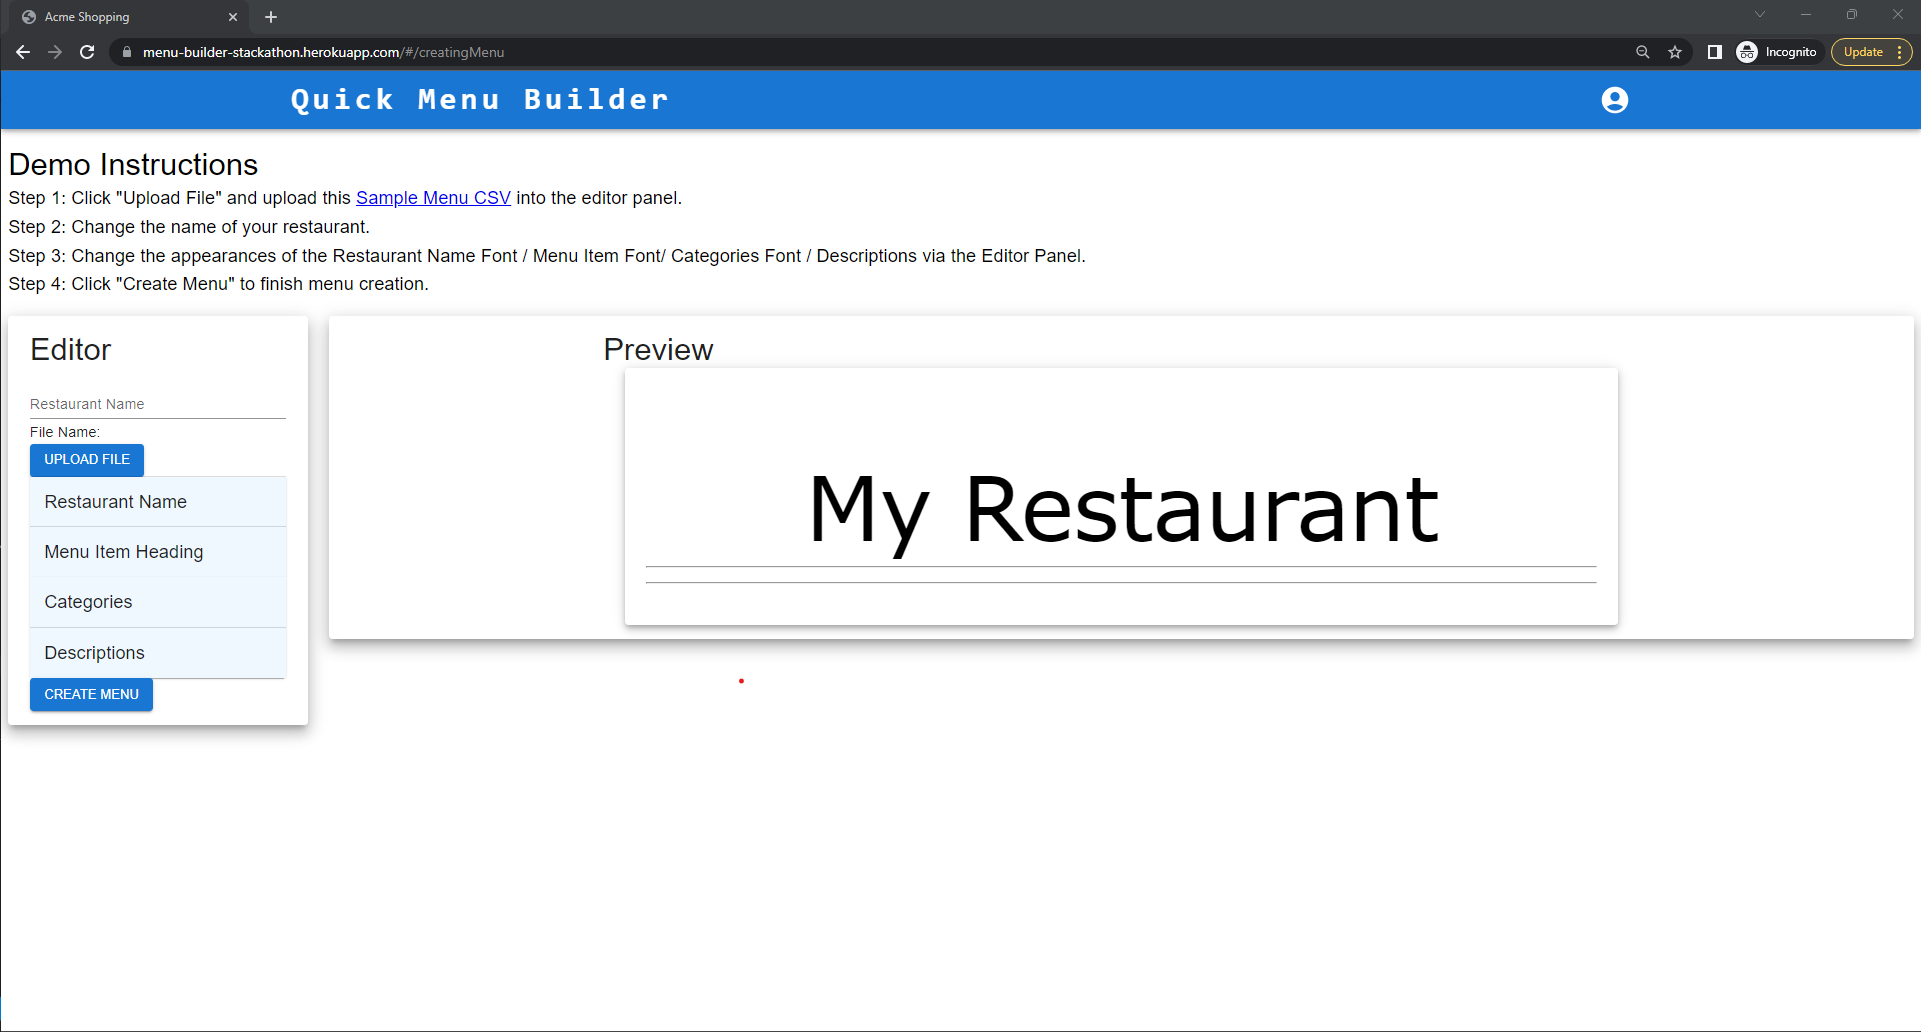 Acme Shopping
menu-builder-stackathon.herokuapp.com/#/creatingMenu
Incognito
Update
Quick Menu Builder
Demo Instructions
Step 1: Click "Upload File" and upload this Sample Menu CSV into the editor panel.
Step 2: Change the name of your restaurant.
Step 3: Change the appearances of the Restaurant Name Font / Menu Item Font/ Categories Font / Descriptions via the Editor Panel.
Step 4: Click "Create Menu" to finish menu creation.
Editor
Restaurant Name
File Name:
UPLOAD FILE
Restaurant Name
Menu Item Heading
Categories
Descriptions
CREATE MENU
Preview
My Restaurant